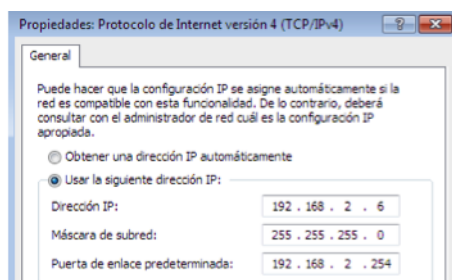 Propiedades: Protocolo de Internet versión 4 (TCP/IPv4)
General
Puede hacer que la configuración IP se asigne automáticamente si la
red es compatible con esta funcionalidad. De lo contrario, deberá
consultar con el administrador de red cuál es la configuración IP
apropiada.
Obtener una dirección IP automáticamente
Usar la siguiente dirección IP:
Dirección IP: 192 . 168 . 2 . 6
Máscara de subred: 255 . 255 . 255 . 0
Puerta de enlace predeterminada: 192 . 168 . 2 . 254